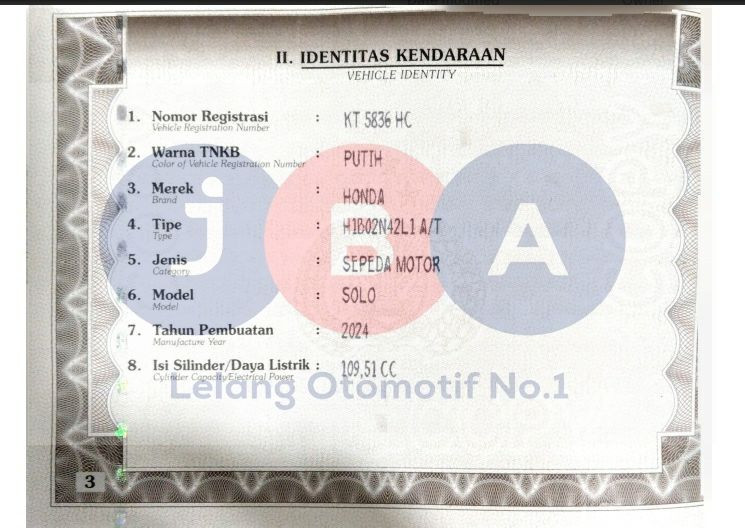 II. IDENTITAS KENDARAAN
VEHICLE IDENTITY
1. Nomor Registrasi : KT 5836 HC
Vehicle Registration Number
2. Warna TNKB : PUTIH
Color of Vehicle Registration Number
3. Merek : HONDA
Brand
4. Tipe : H1B02N42L1 A/T
Type
5. Jenis : SEPEDA MOTOR
Category
6. Model : SOLO
Model
7. Tahun Pembuatan : 2024
Manufacture Year
8. Isi Silinder/Daya Listrik : 109,51 CC
Cylinder Capacity/Electrical Power
jBA
Lelang Otomotif No.1
3